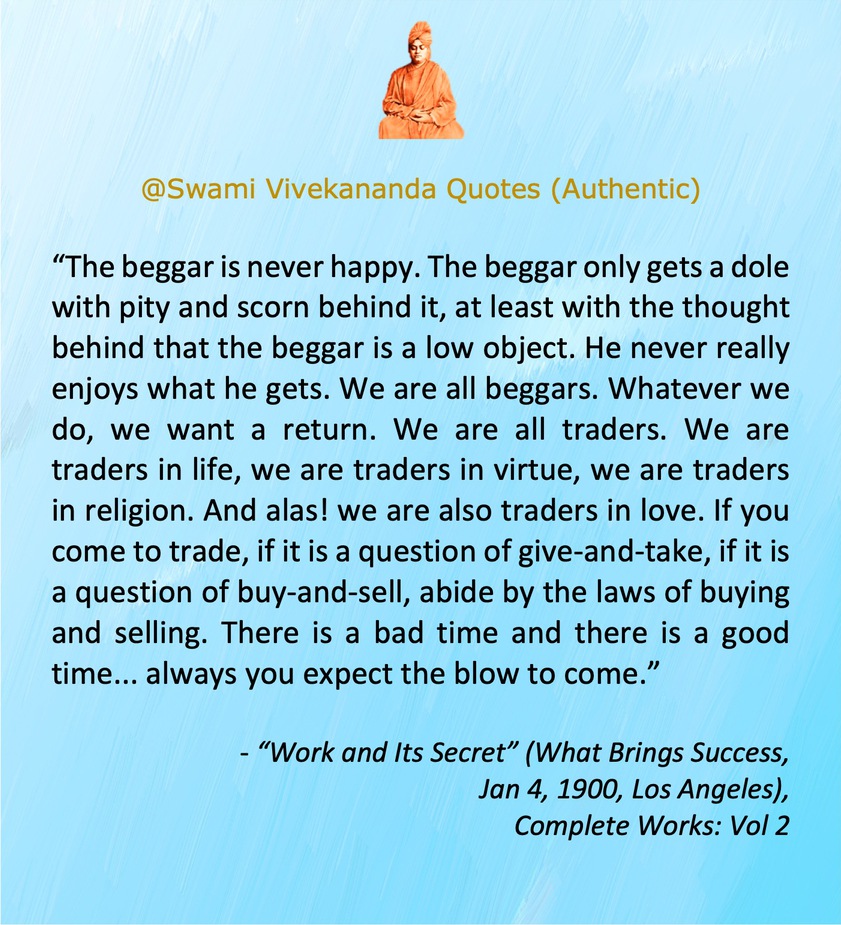 @Swami Vivekananda Quotes (Authentic)
“The beggar is never happy. The beggar only gets a dole
with pity and scorn behind it, at least with the thought
behind that the beggar is a low object. He never really
enjoys what he gets. We are all beggars. Whatever we
do, we want a return. We are all traders. We are
traders in life, we are traders in virtue, we are traders
in religion. And alas! we are also traders in love. If you
come to trade, if it is a question of give-and-take, if it is
a question of buy-and-sell, abide by the laws of buying
and selling. There is a bad time and there is a good
time... always you expect the blow to come.”
- “Work and Its Secret” (What Brings Success,
Jan 4, 1900, Los Angeles),
Complete Works: Vol 2